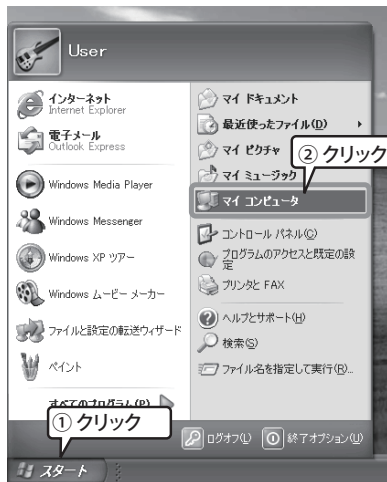 User
インターネット
Internet Explorer
電子メール
Outlook Express
Windows Media Player
Windows Messenger
Windows XP ツアー
Windows ムービー メーカー
ファイルと設定の転送ウィザード
ペイント
すべてのプログラム(P)
① クリック
マイ ドキュメント
最近使ったファイル(D)
マイ ピクチャ
② クリック
マイ ミュージック
マイ コンピュータ
コントロール パネル(C)
プログラムのアクセスと既定の設
定
プリンタと FAX
ヘルプとサポート(H)
検索(S)
ファイル名を指定して実行(R)...
ログオフ(L)
終了オプション(U)
スタート